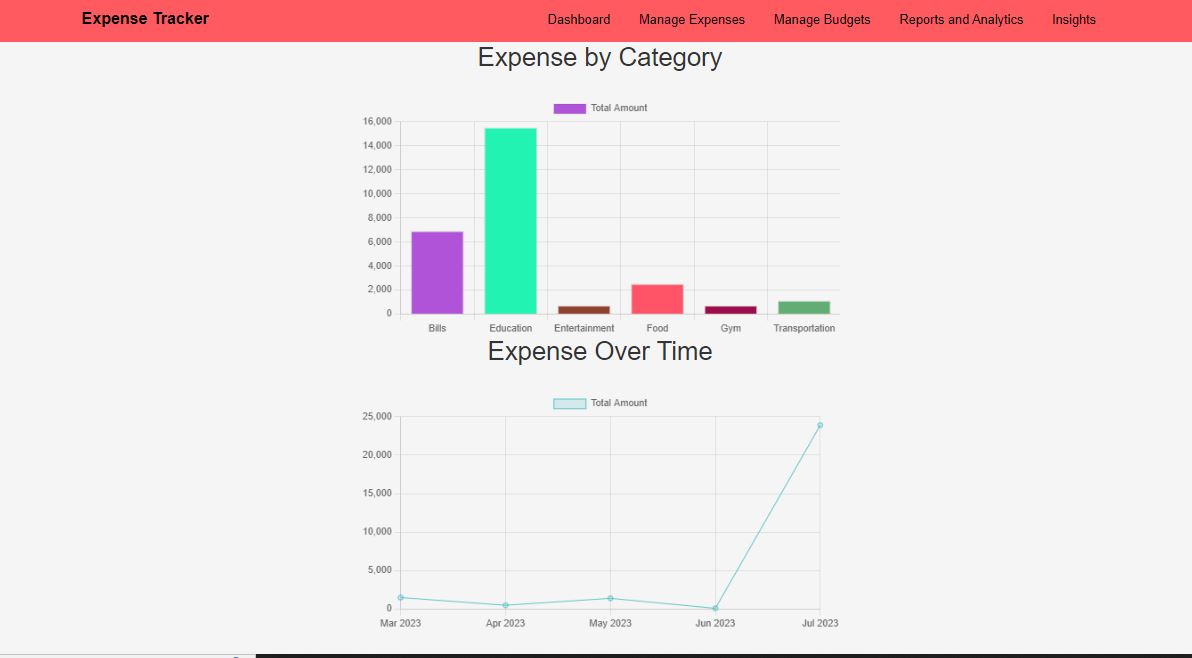 Expense Tracker Dashboard Manage Expenses Manage Budgets Reports and Analytics Insights
Expense by Category
Total Amount
16,000
14,000
12,000
10,000
8,000
6,000
4,000
2,000
0
Bills Education Entertainment Food Gym Transportation
Expense Over Time
Total Amount
25,000
20,000
15,000
10,000
5,000
0
Mar 2023 Apr 2023 May 2023 Jun 2023 Jul 2023